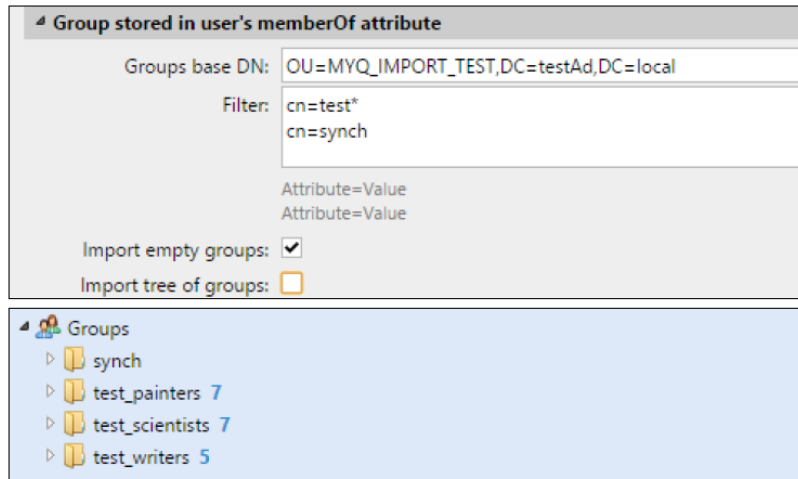 Group stored in user's memberOf attribute
Groups base DN: OU=MYQ_IMPORT_TEST,DC=testAd,DC=local
Filter: cn=test*
cn=synch
Attribute=Value
Attribute=Value
Import empty groups:
Import tree of groups:
Groups
synch
test_painters 7
test_scientists 7
test_writers 5